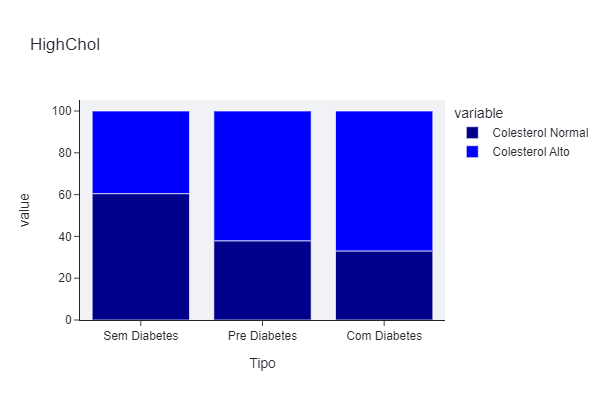 HighChol
variable
Colesterol Normal
Colesterol Alto
value
100
80
60
40
20
0
Sem Diabetes
Pre Diabetes
Com Diabetes
Tipo